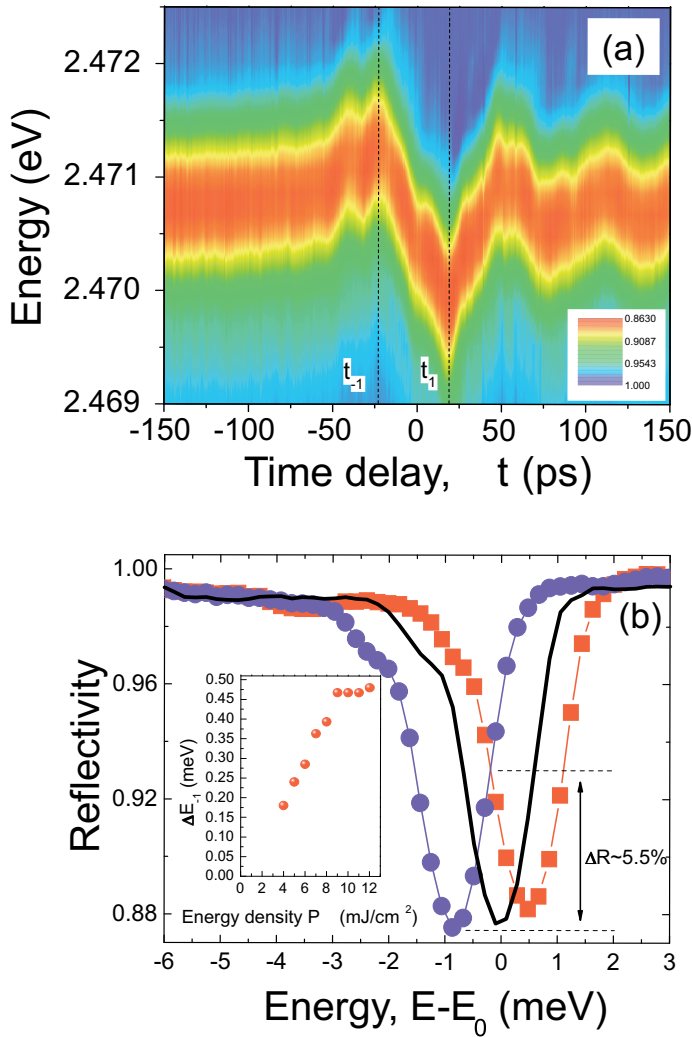 (a)
2.472
2.471
2.470
2.469
Energy (eV)
t-1
t1
0.8630
0.9087
0.9543
1.000
-150 -100 -50 0 50 100 150
Time delay, t (ps)
(b)
1.00
0.96
0.92
0.88
Reflectivity
0.50
0.45
0.40
0.35
0.30
0.25
0.20
0.15
0.10
0.05
0.00
ΔE-1 (meV)
0 2 4 6 8 10 12
Energy density P (mJ/cm2)
ΔR~5.5%
-6 -5 -4 -3 -2 -1 0 1 2 3
Energy, E-E0 (meV)